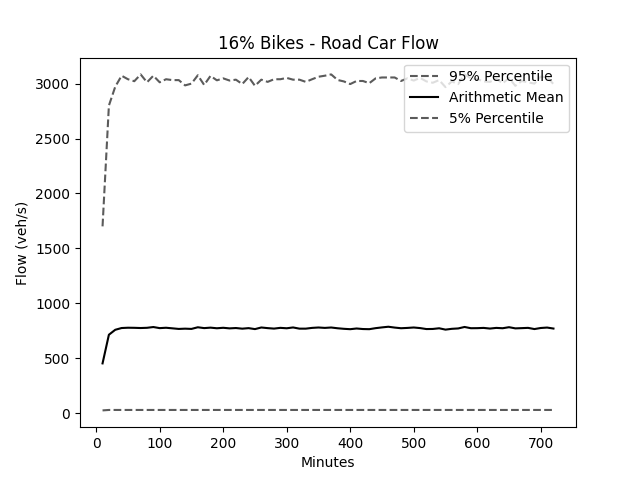 16% Bikes - Road Car Flow
95% Percentile
Arithmetic Mean
5% Percentile
Flow (veh/s)
3000
2500
2000
1500
1000
500
0
0 100 200 300 400 500 600 700
Minutes